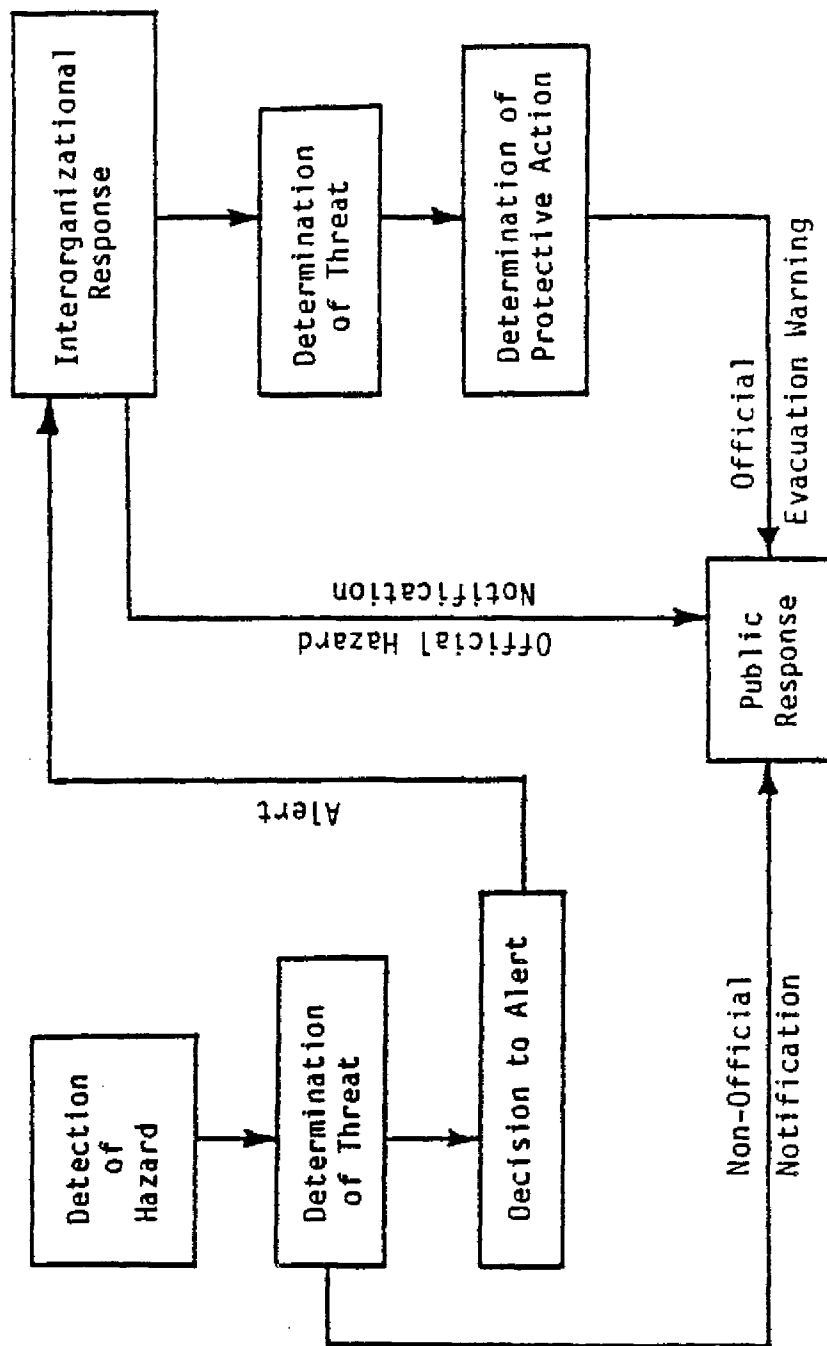 Detection
of
Hazard
Determination
of Threat
Decision to Alert
Alert
Interorganizational
Response
Determination
of Threat
Determination of
Protective Action
Official Hazard
Notification
Non-Official
Notification
Public
Response
Official
Evacuation Warning